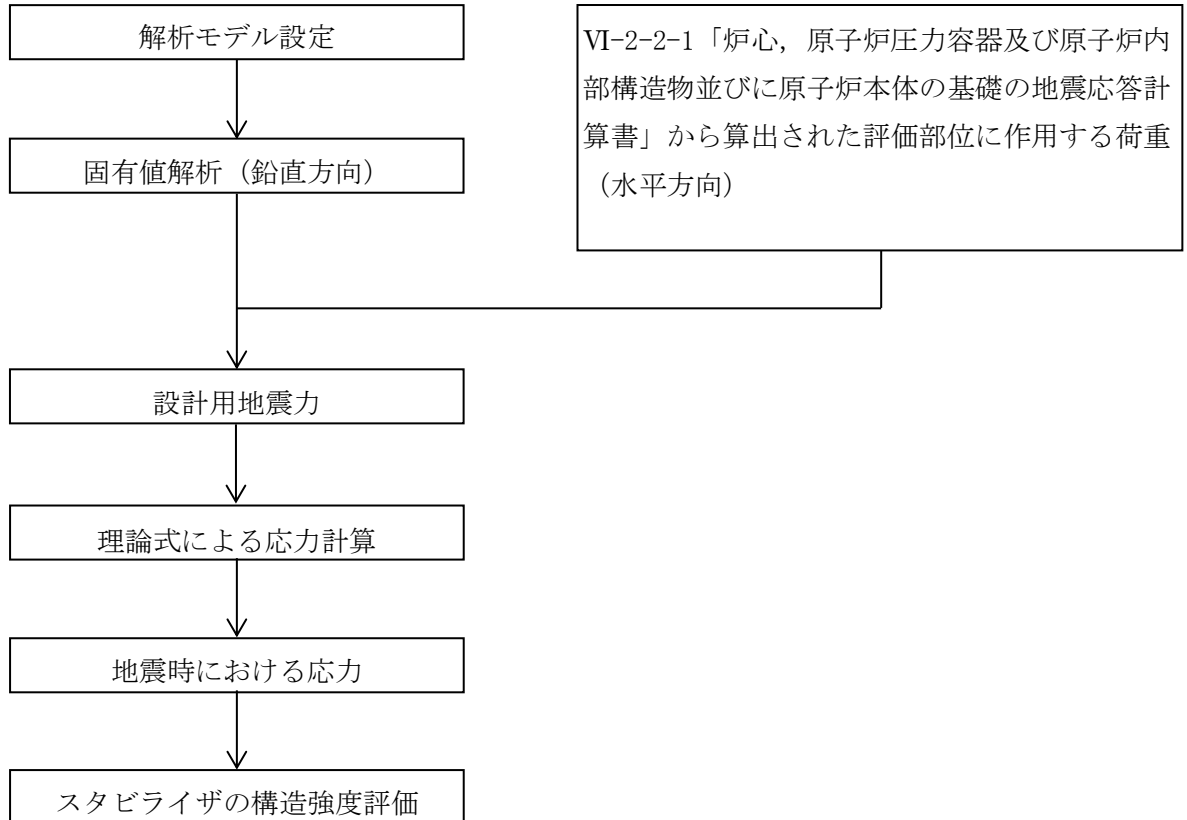 解析モデル設定
固有値解析（鉛直方向）
Ⅵ-2-2-1「炉心，原子炉圧力容器及び原子炉内
部構造物並びに原子炉本体の基礎の地震応答計
算書」から算出された評価部位に作用する荷重
（水平方向）
設計用地震力
理論式による応力計算
地震時における応力
スタビライザの構造強度評価